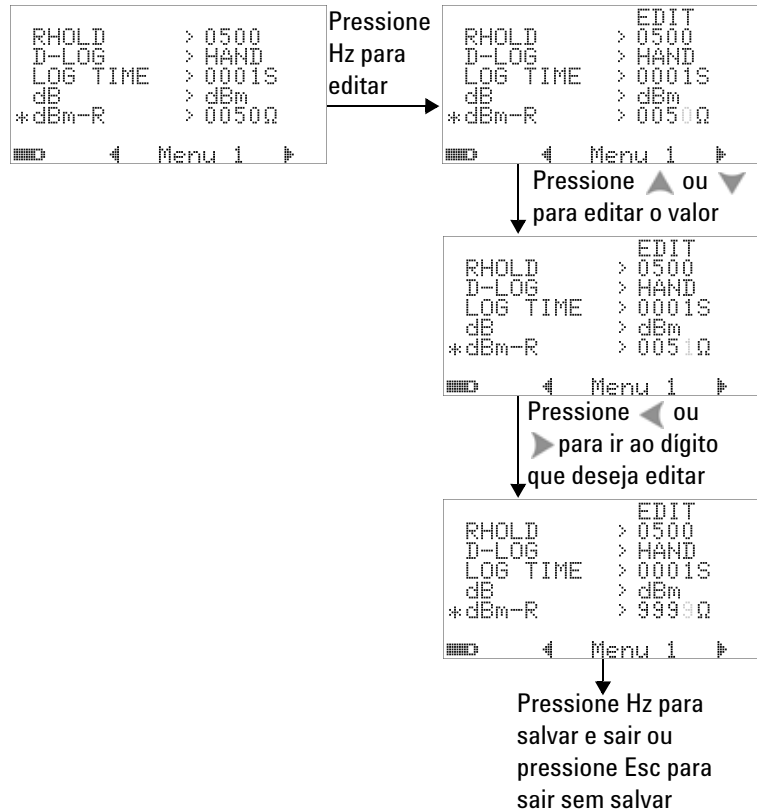 RHOLD > 0500
D-LOG > HAND
LOG TIME > 0001S
dB > dBm
*dBm-R > 0050Ω
Menu 1
Pressione
Hz para
editar
EDIT
RHOLD > 0500
D-LOG > HAND
LOG TIME > 0001S
dB > dBm
*dBm-R > 0050Ω
Menu 1
Pressione ▲ ou ▼
para editar o valor
EDIT
RHOLD > 0500
D-LOG > HAND
LOG TIME > 0001S
dB > dBm
*dBm-R > 0051Ω
Menu 1
Pressione ◀ ou
▶ para ir ao dígito
que deseja editar
EDIT
RHOLD > 0500
D-LOG > HAND
LOG TIME > 0001S
dB > dBm
*dBm-R > 9999Ω
Menu 1
Pressione Hz para
salvar e sair ou
pressione Esc para
sair sem salvar